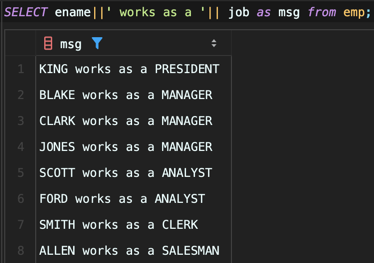 SELECT ename||' works as a '|| job as msg from emp;
msg
1 KING works as a PRESIDENT
2 BLAKE works as a MANAGER
3 CLARK works as a MANAGER
4 JONES works as a MANAGER
5 SCOTT works as a ANALYST
6 FORD works as a ANALYST
7 SMITH works as a CLERK
8 ALLEN works as a SALESMAN